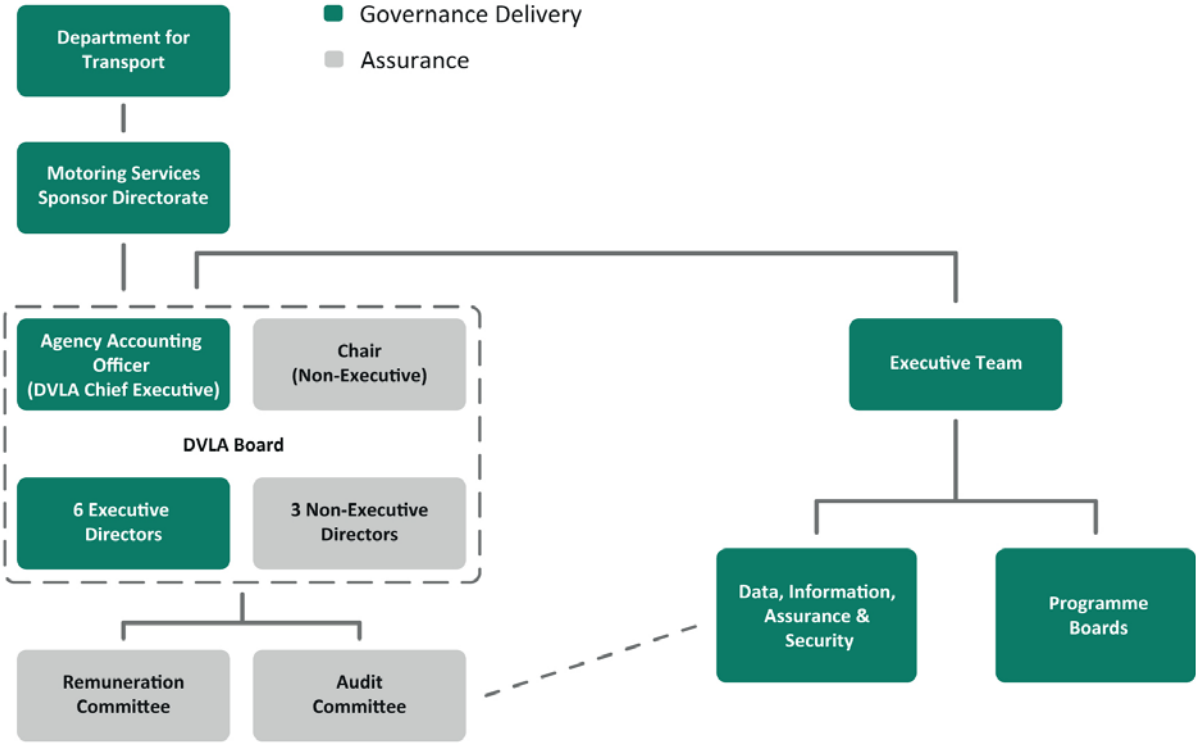 Governance Delivery
Assurance
Department for
Transport
Motoring Services
Sponsor Directorate
Agency Accounting
Officer
(DVLA Chief Executive)
Chair
(Non-Executive)
Executive Team
DVLA Board
6 Executive
Directors
3 Non-Executive
Directors
Data, Information,
Assurance &
Security
Programme
Boards
Remuneration
Committee
Audit
Committee